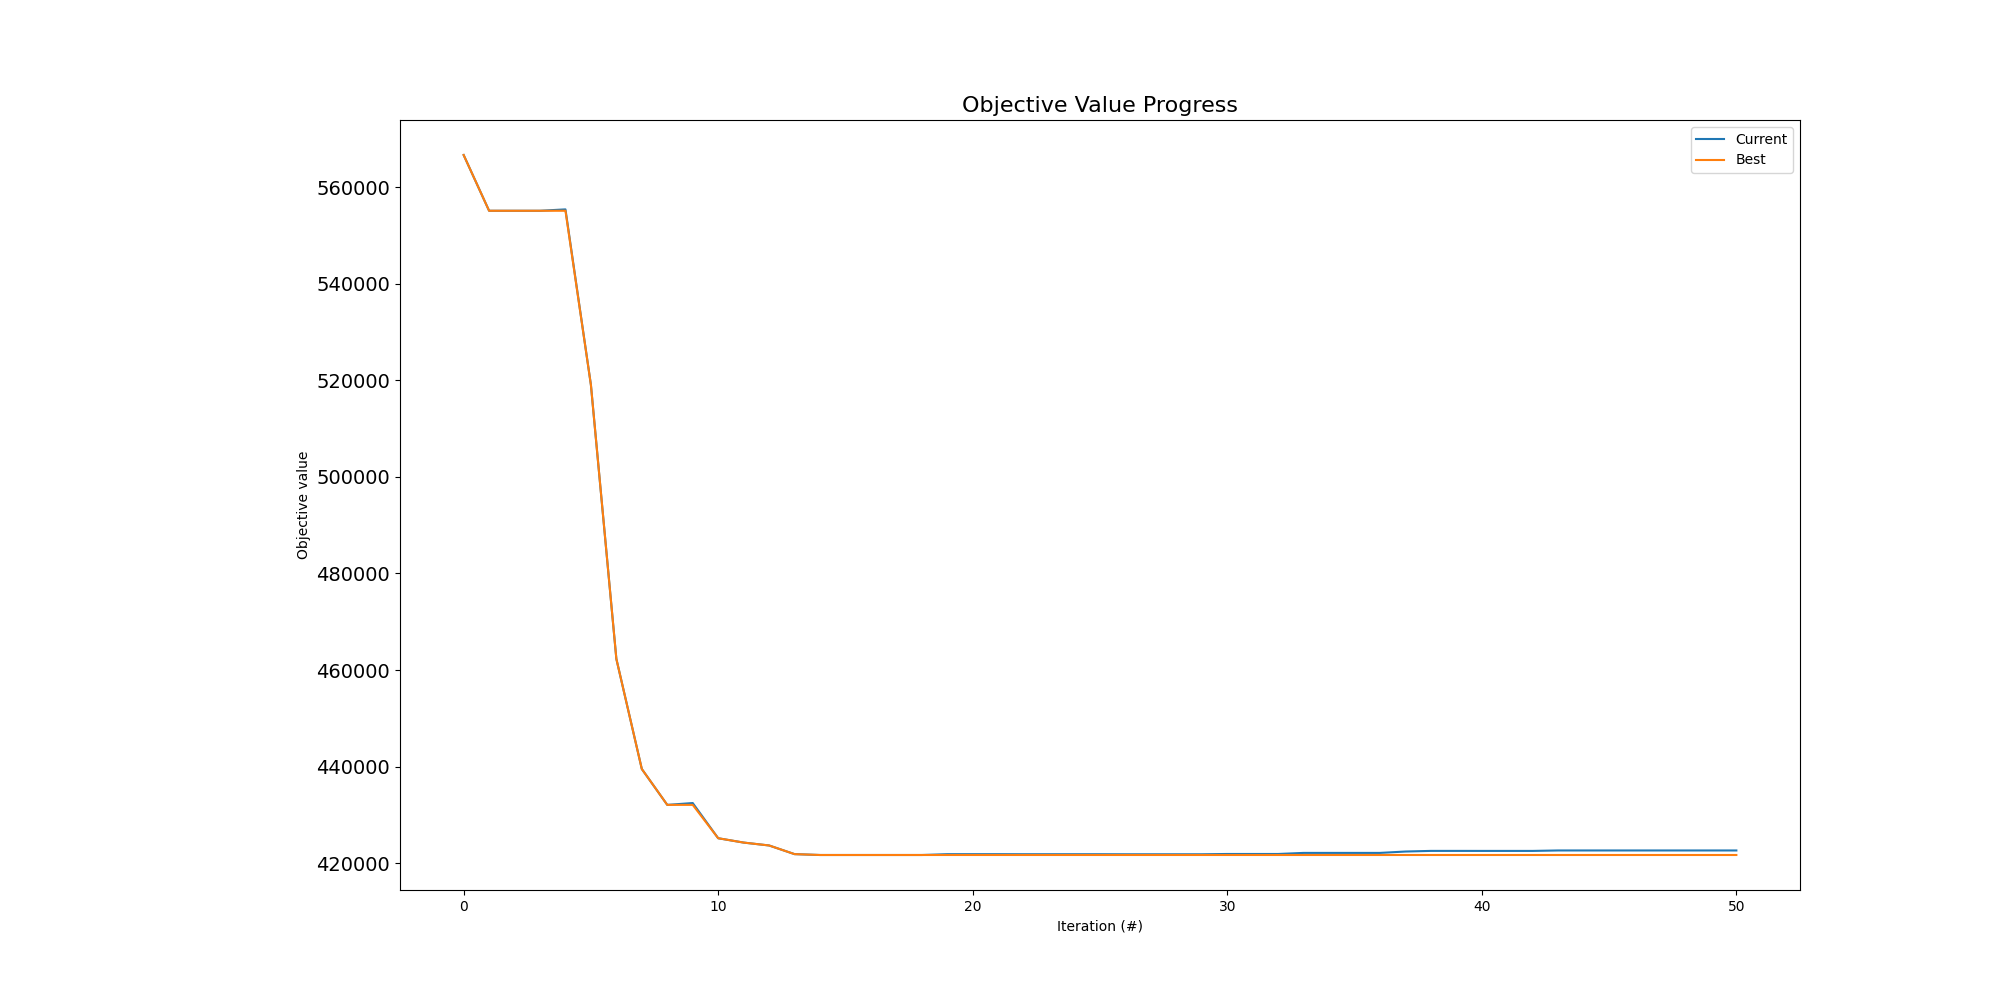 Objective Value Progress
Current
Best
560000
540000
520000
500000
480000
460000
440000
420000
Objective value
0 10 20 30 40 50
Iteration (#)